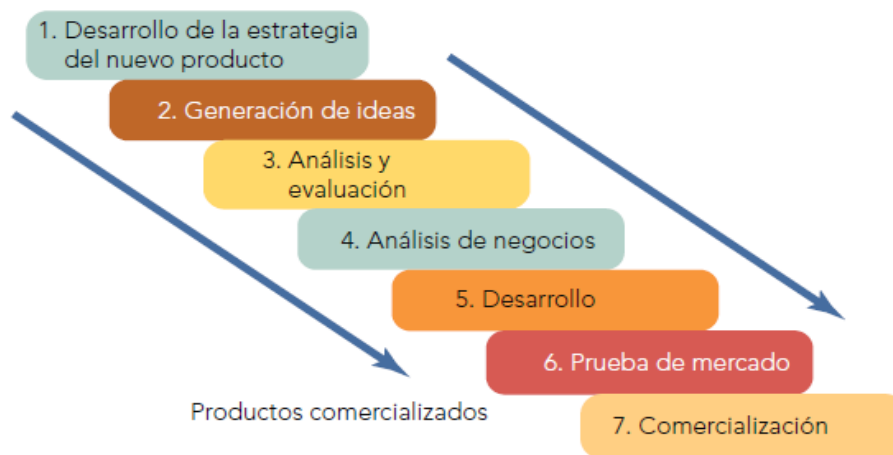 1. Desarrollo de la estrategia
del nuevo producto
2. Generación de ideas
3. Análisis y
evaluación
4. Análisis de negocios
5. Desarrollo
6. Prueba de mercado
Productos comercializados
7. Comercialización